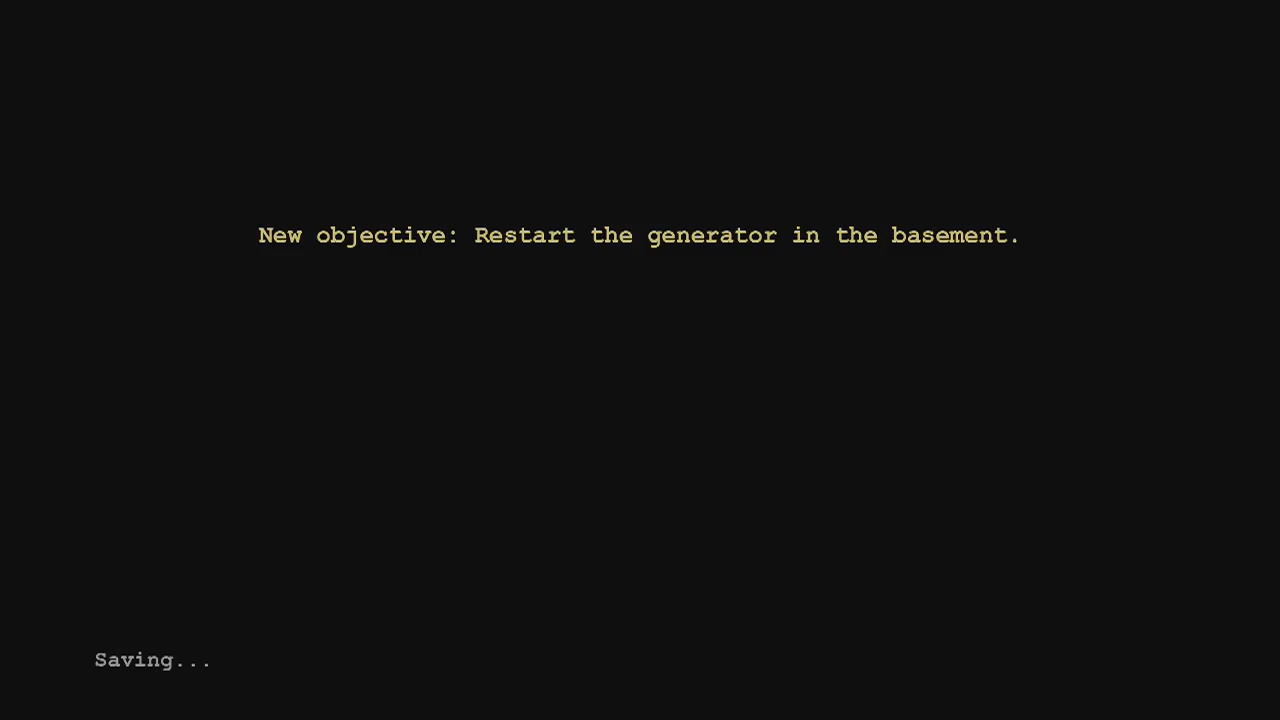 New objective: Restart the generator in the basement.
Saving...